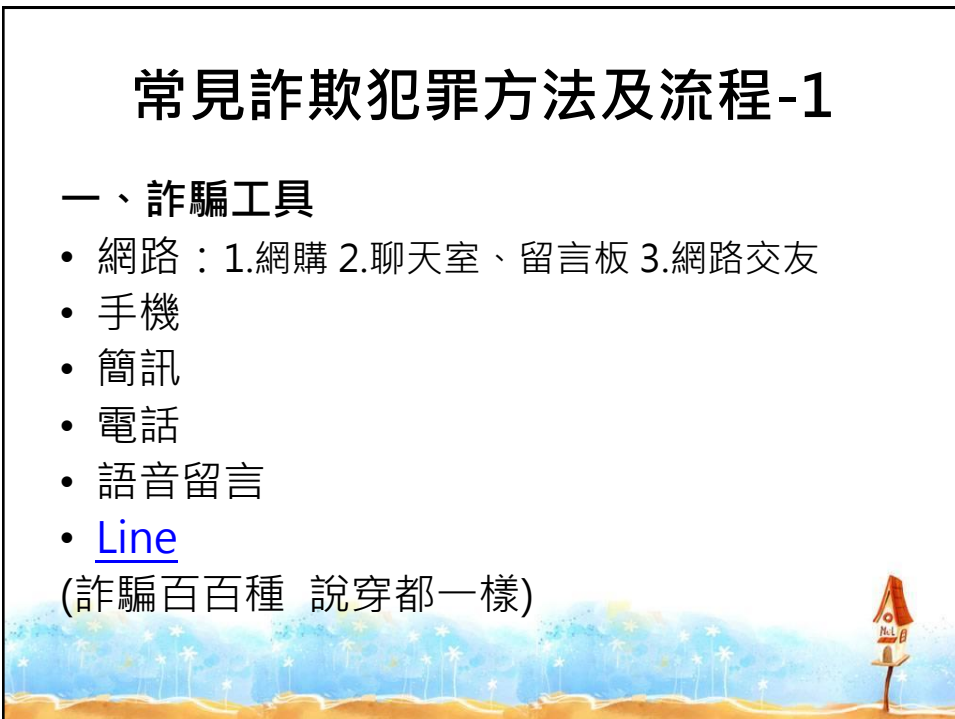 常見詐欺犯罪方法及流程-1
一、詐騙工具
• 網路：1.網購 2.聊天室、留言板 3.網路交友
• 手機
• 簡訊
• 電話
• 語音留言
• Line
(詐騙百百種 說穿都一樣)